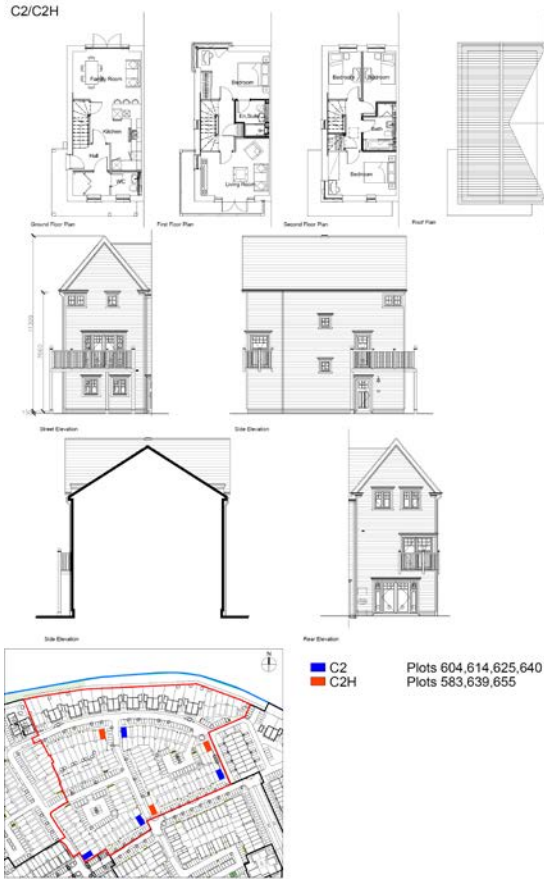 C2/C2H
Family Room
Kitchen
Hall
WC
Ground Floor Plan
Bedroom
En Suite
Living Room
First Floor Plan
Bedroom
Bedroom
Bath
Bedroom
Second Floor Plan
Roof Plan
Street Elevation
Side Elevation
Side Elevation
Rear Elevation
N
C2 Plots 604,614,625,640
C2H Plots 583,639,655